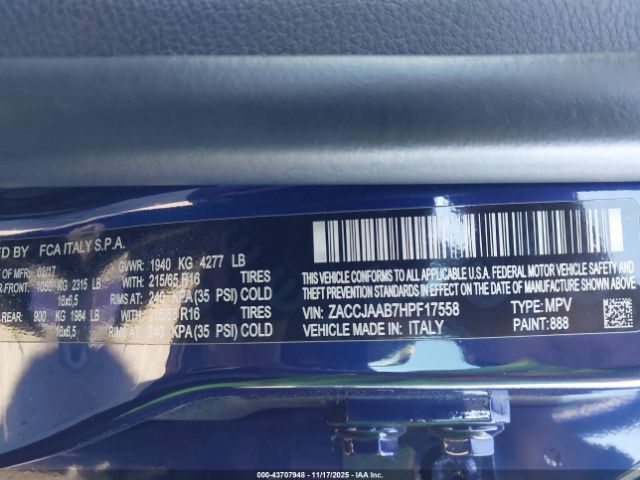 MFD BY FCA ITALY S.P.A.
OF MFR: 02/17 GVWR: 1940 KG 4277 LB
FRONT: 1050 KG 2315 LB WITH: 215/65 R16 TIRES
16x6,5 RIMS AT: 240 KPA(35 PSI) COLD
REAR: 900 KG 1984 LB WITH: 215/65 R16 TIRES
16x6,5 RIMS AT: 240 KPA(35 PSI) COLD
THIS VEHICLE CONFORMS TO ALL APPLICABLE U.S.A. FEDERAL MOTOR VEHICLE SAFETY
BUMPER, AND THEFT PREVENTION STANDARDS IN EFFECT ON THE DATE OF MANUFACTURE SHOWN ABOVE
VIN: ZACCJAAB7HPF17558 TYPE: MPV
VEHICLE MADE IN: ITALY PAINT: 888
000-43707948 - 11/17/2025 - IAA Inc.